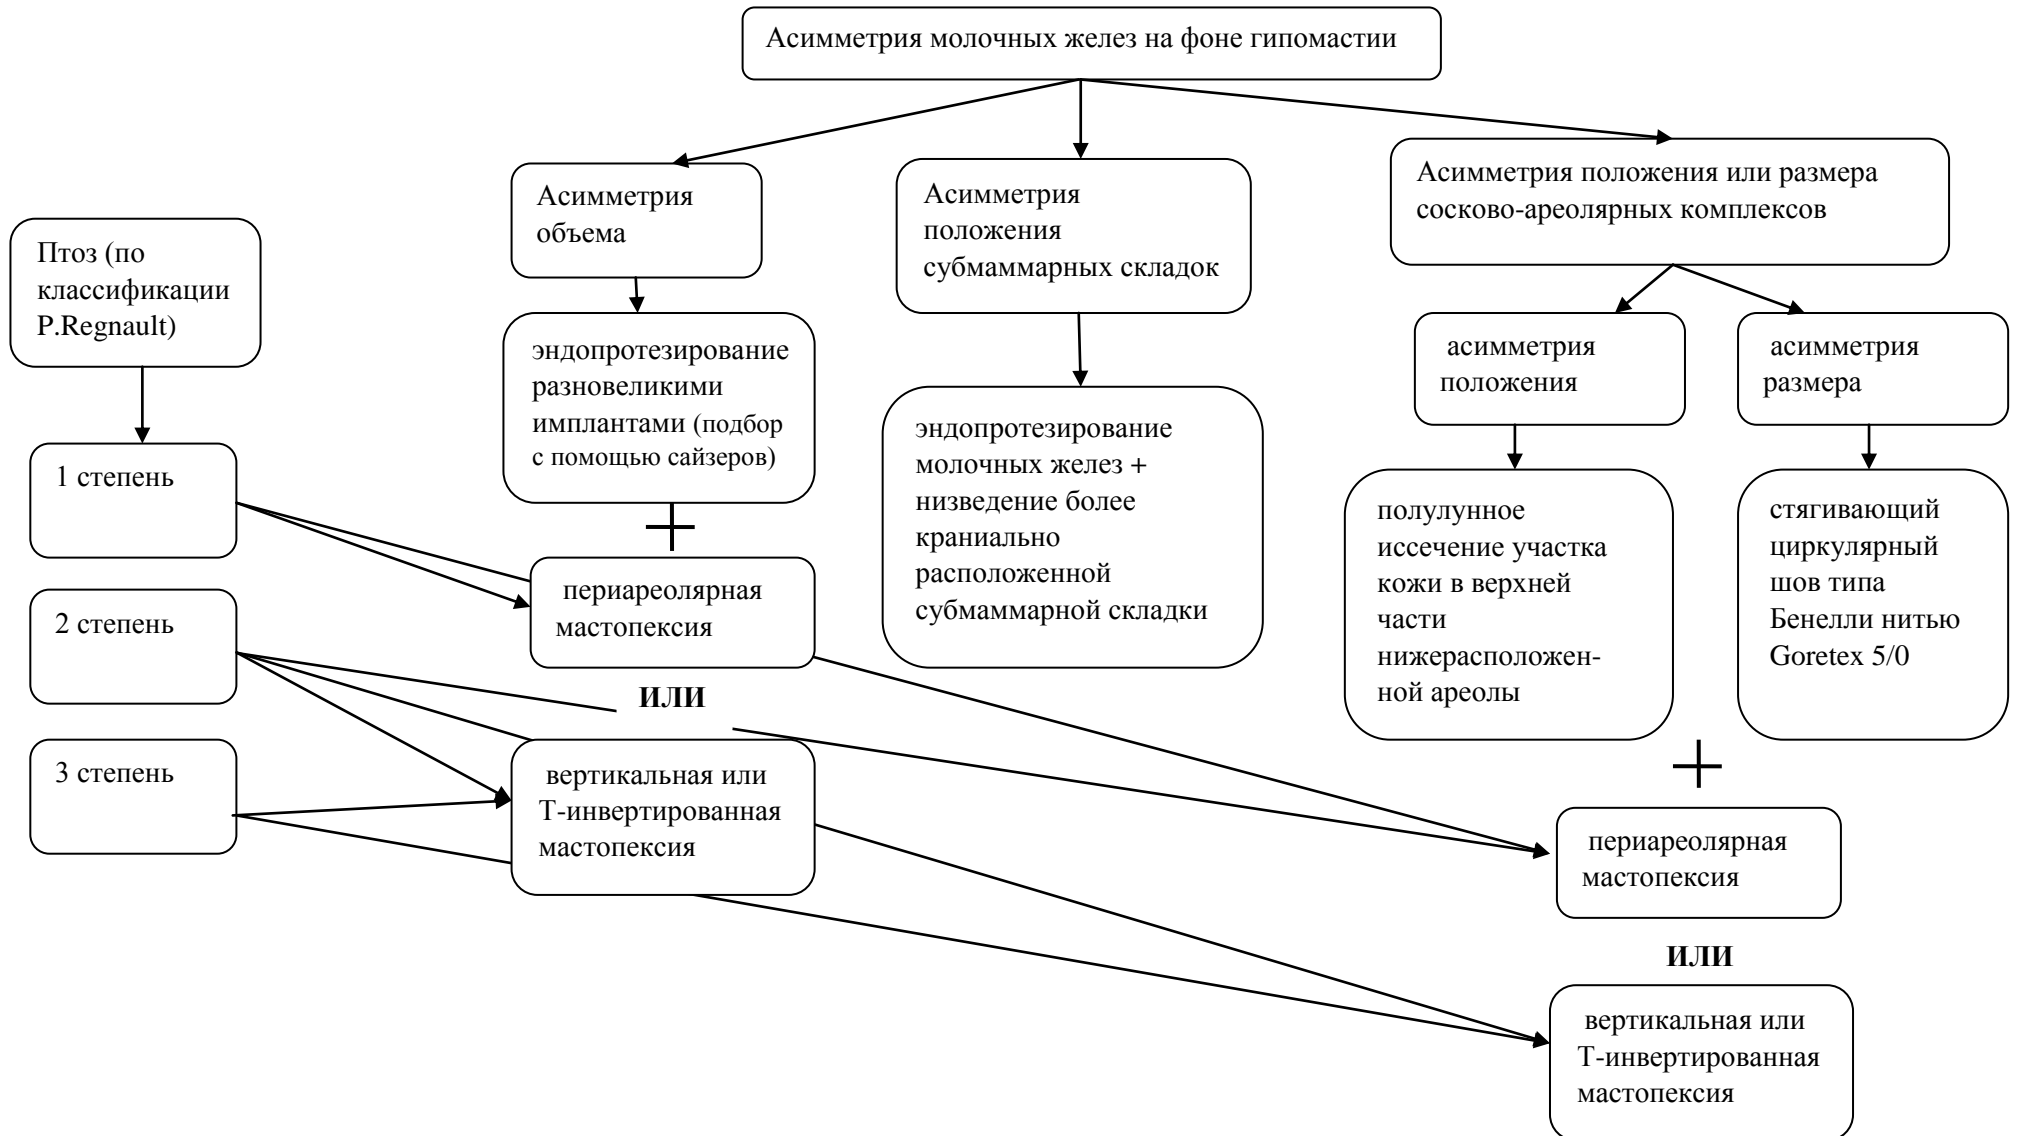 Асимметрия молочных желез на фоне гипомастии
Птоз (по
классификации
P.Regnault)
1 степень
2 степень
3 степень
Асимметрия
объема
эндопротезирование
разновеликими
имплантами (подбор
с помощью сайзеров)
+
периареолярная
мастопексия
ИЛИ
вертикальная или
Т-инвертированная
мастопексия
Асимметрия
положения
субмаммарных складок
эндопротезирование
молочных желез +
низведение более
краниально
расположенной
субмаммарной складки
Асимметрия положения или размера
сосково-ареолярных комплексов
асимметрия
положения
полулунное
иссечение участка
кожи в верхней
части
нижерасположен-
ной ареолы
асимметрия
размера
стягивающий
циркулярный
шов типа
Бенелли нитью
Goretex 5/0
+
периареолярная
мастопексия
ИЛИ
вертикальная или
Т-инвертированная
мастопексия